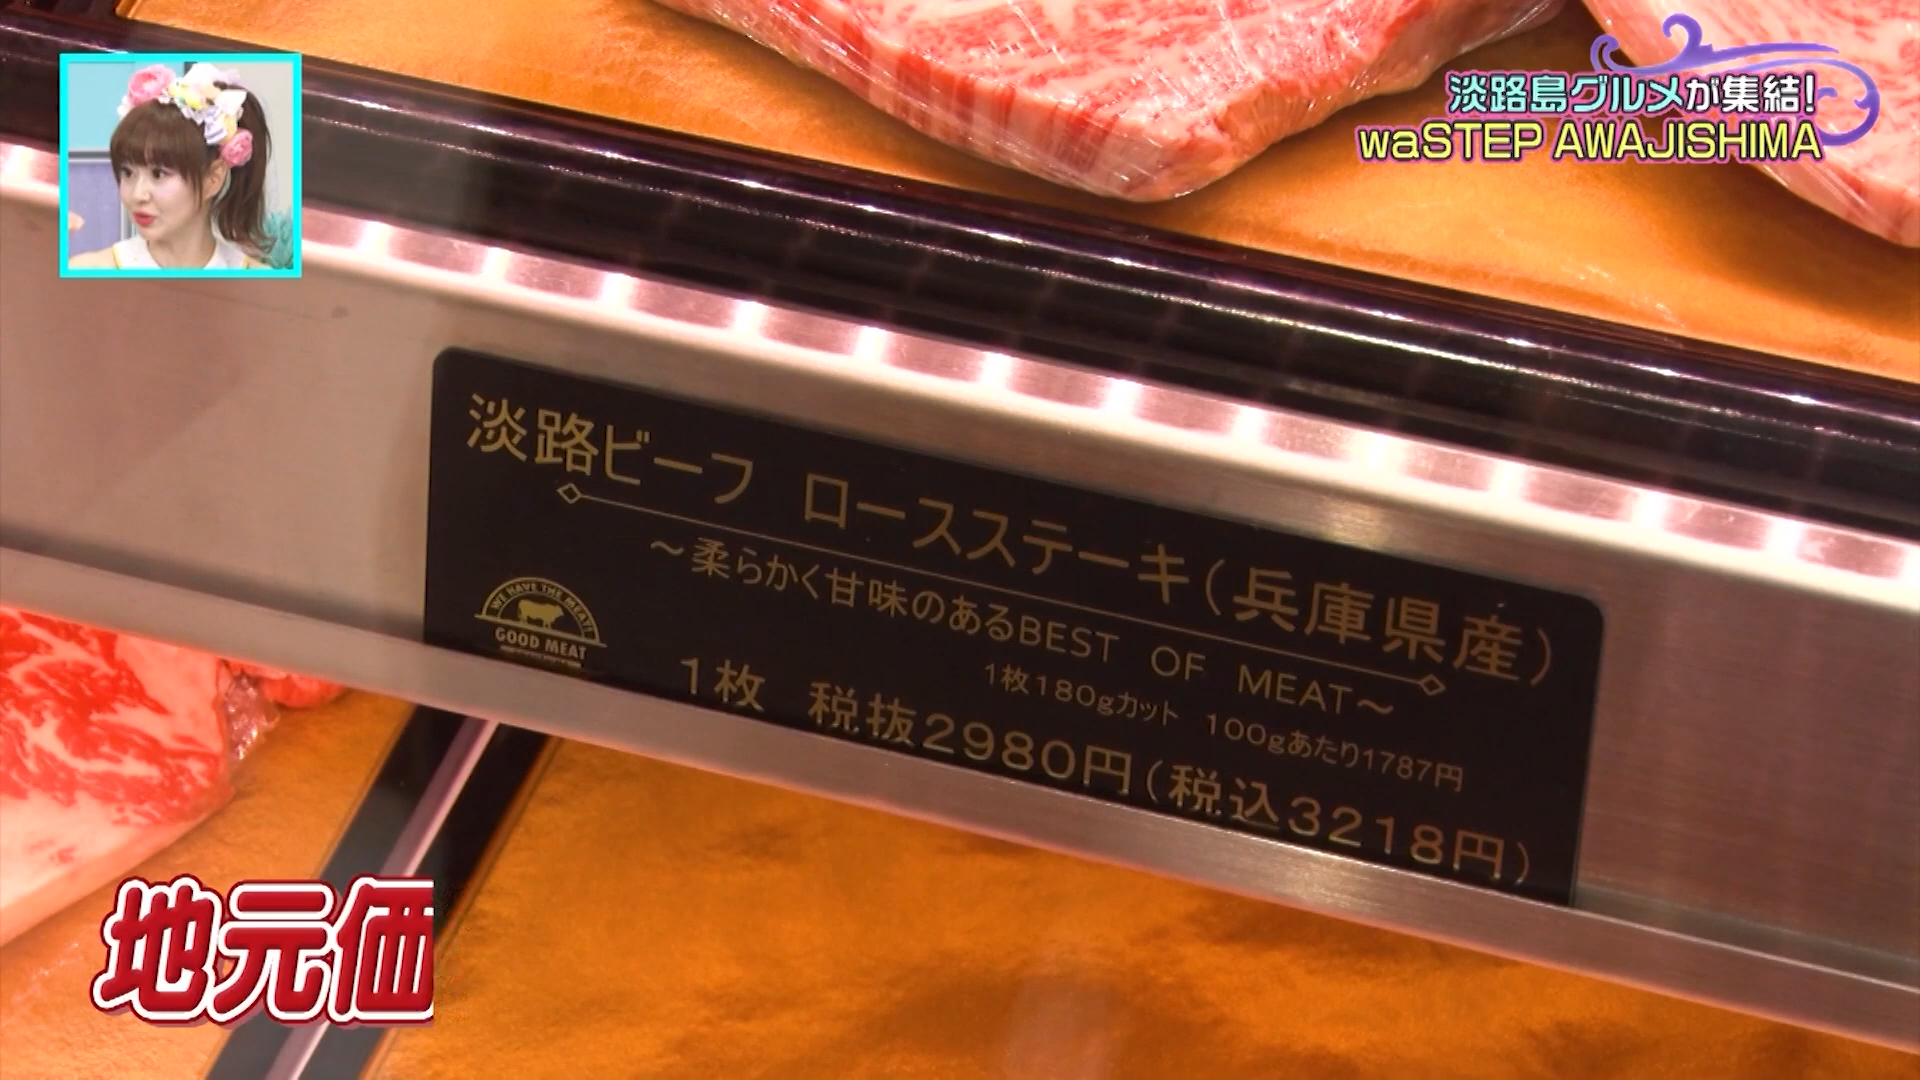 淡路島グルメが集結!
waSTEP AWAJISHIMA
淡路ビーフ ロースステーキ(兵庫県産)
～柔らかく甘味のあるBEST OF MEAT～
WE HAVE THE MEAT!
GOOD MEAT
1枚180gカット 100gあたり1787円
1枚 税抜2980円(税込3218円)
地元価